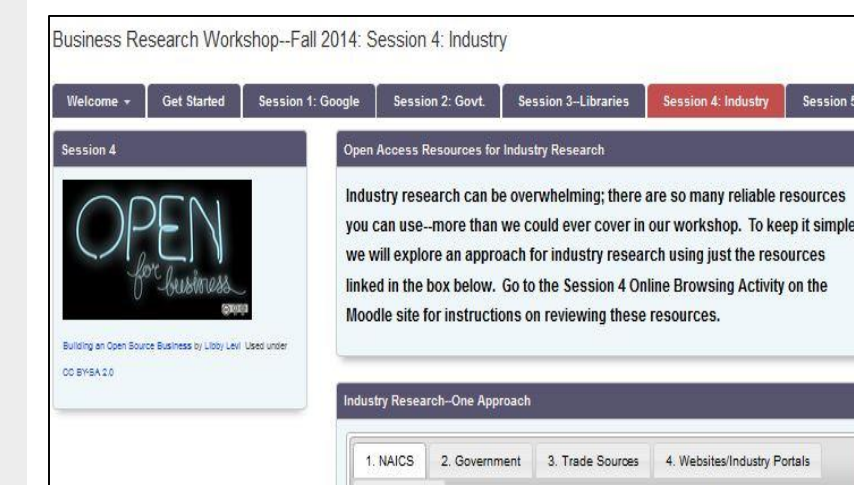 Business Research Workshop--Fall 2014: Session 4: Industry
Welcome Get Started Session 1: Google Session 2: Govt. Session 3--Libraries Session 4: Industry Session 5
Session 4
OPEN
for business
Building an Open Source Business by Libby Levi Used under
CC BY-SA 2.0
Open Access Resources for Industry Research
Industry research can be overwhelming; there are so many reliable resources
you can use--more than we could ever cover in our workshop. To keep it simple
we will explore an approach for industry research using just the resources
linked in the box below. Go to the Session 4 Online Browsing Activity on the
Moodle site for instructions on reviewing these resources.
Industry Research--One Approach
1. NAICS 2. Government 3. Trade Sources 4. Websites/Industry Portals